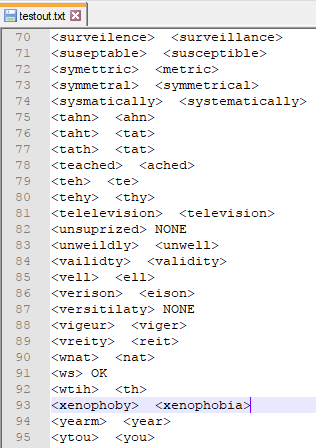 testout.txt
70 <surveilence> <surveillance>
71 <suseptable> <susceptible>
72 <symettric> <metric>
73 <symmetral> <symmetrical>
74 <sysmatically> <systematically>
75 <tahn> <ahn>
76 <taht> <tat>
77 <tath> <tat>
78 <teached> <ached>
79 <teh> <te>
80 <tehy> <thy>
81 <telelevision> <television>
82 <unsuprized> NONE
83 <unweildly> <unwell>
84 <vailidty> <validity>
85 <vell> <ell>
86 <verison> <eison>
87 <versitilaty> NONE
88 <vigeur> <viger>
89 <vreity> <reit>
90 <wnat> <nat>
91 <ws> OK
92 <wtih> <th>
93 <xenophoby> <xenophobia>
94 <yearm> <year>
95 <ytou> <you>